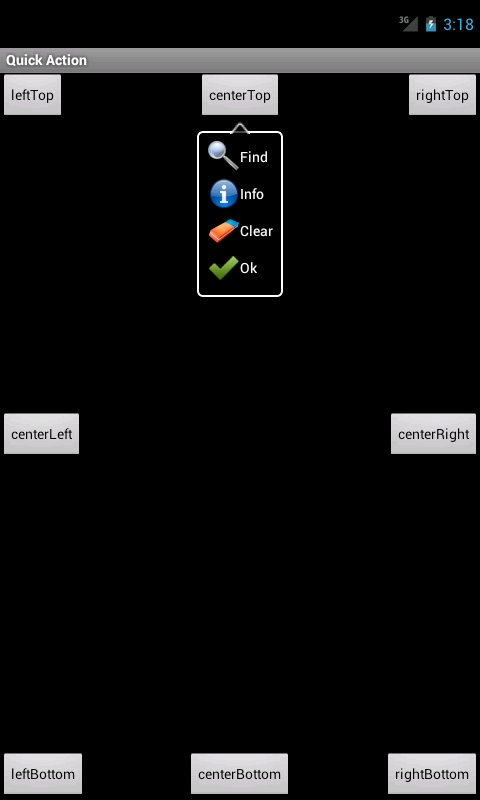 3G 3:18
Quick Action
leftTop centerTop rightTop
Find
Info
Clear
Ok
centerLeft centerRight
leftBottom centerBottom rightBottom